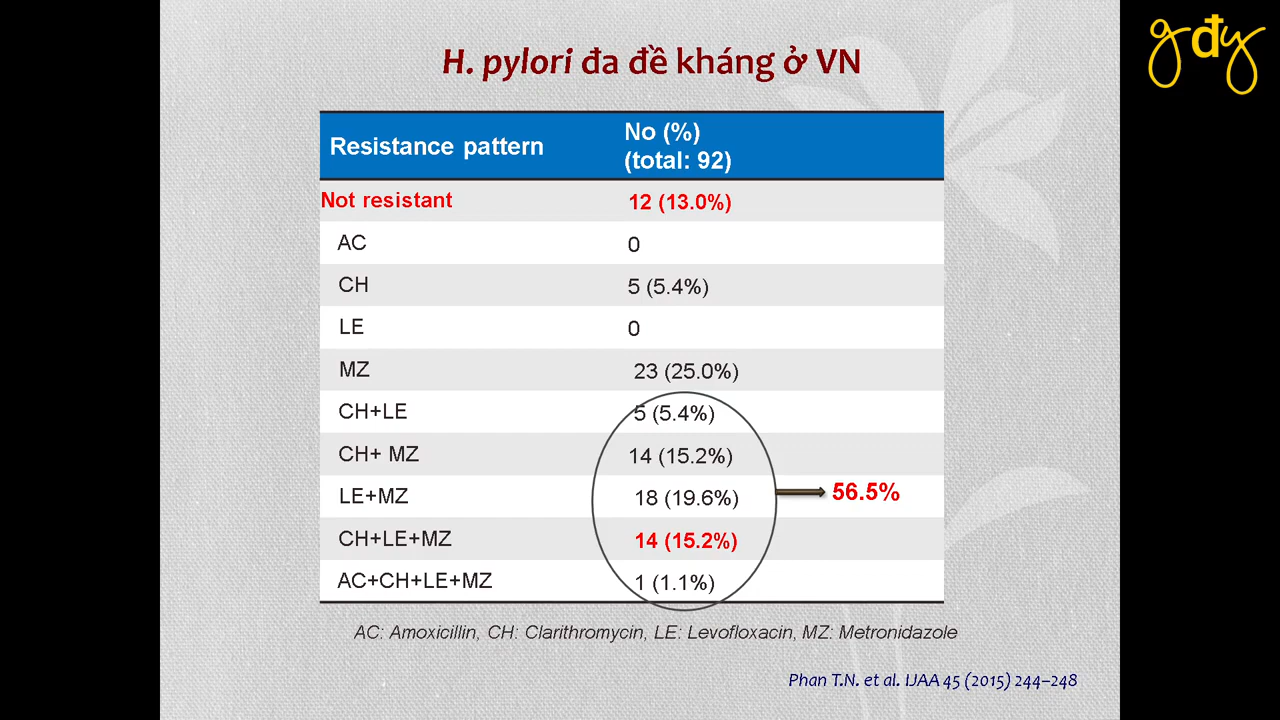 gđy
H. pylori đa đề kháng ở VN
Resistance pattern No (%)
(total: 92)
Not resistant 12 (13.0%)
AC 0
CH 5 (5.4%)
LE 0
MZ 23 (25.0%)
CH+LE 5 (5.4%)
CH+ MZ 14 (15.2%)
LE+MZ 18 (19.6%) 56.5%
CH+LE+MZ 14 (15.2%)
AC+CH+LE+MZ 1 (1.1%)
AC: Amoxicillin, CH: Clarithromycin, LE: Levofloxacin, MZ: Metronidazole
Phan T.N. et al. IJAA 45 (2015) 244–248